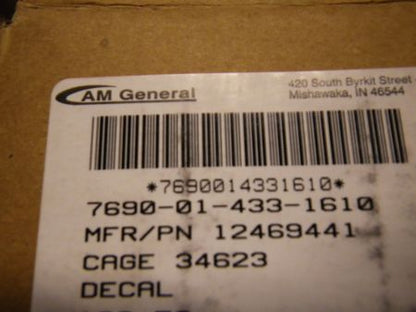 AM General
420 South Byrkit Street
Mishawaka, IN 46544
*7690014331610*
7690-01-433-1610
MFR/PN 12469441
CAGE 34623
DECAL